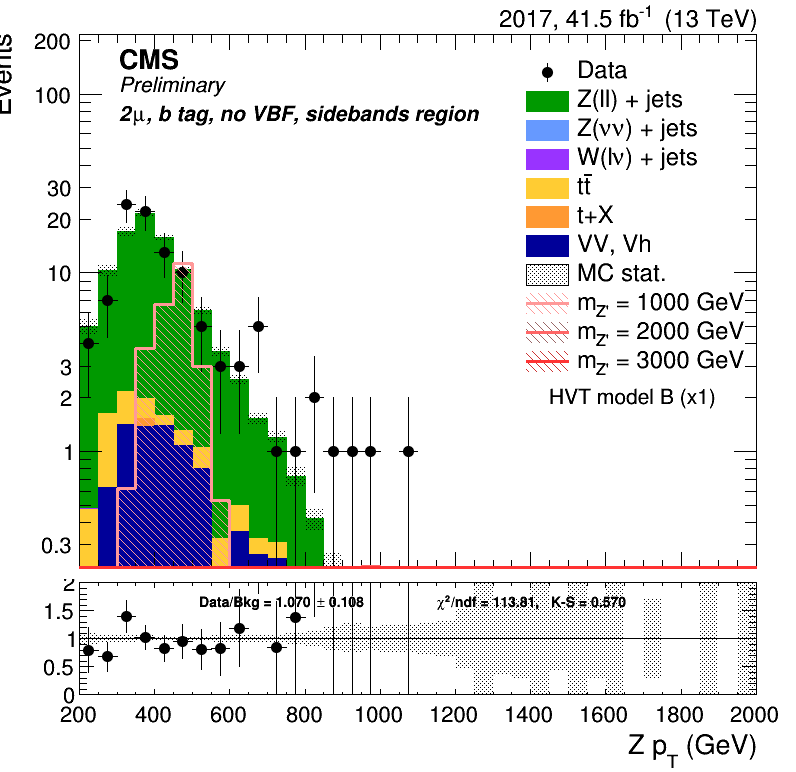 2017, 41.5 fb⁻¹ (13 TeV)
Events
CMS
Preliminary
2μ, b tag, no VBF, sidebands region
Data
Z(ll) + jets
Z(νν) + jets
W(lν) + jets
tt̄
t+X
VV, Vh
MC stat.
m_Z' = 1000 GeV
m_Z' = 2000 GeV
m_Z' = 3000 GeV
HVT model B (x1)
200
100
30
20
10
3
2
1
0.3
Data/Bkg = 1.070 ± 0.108
χ²/ndf = 113.81, K-S = 0.570
2
1.5
1
0.5
0
200 400 600 800 1000 1200 1400 1600 1800 2000
Z p_T (GeV)